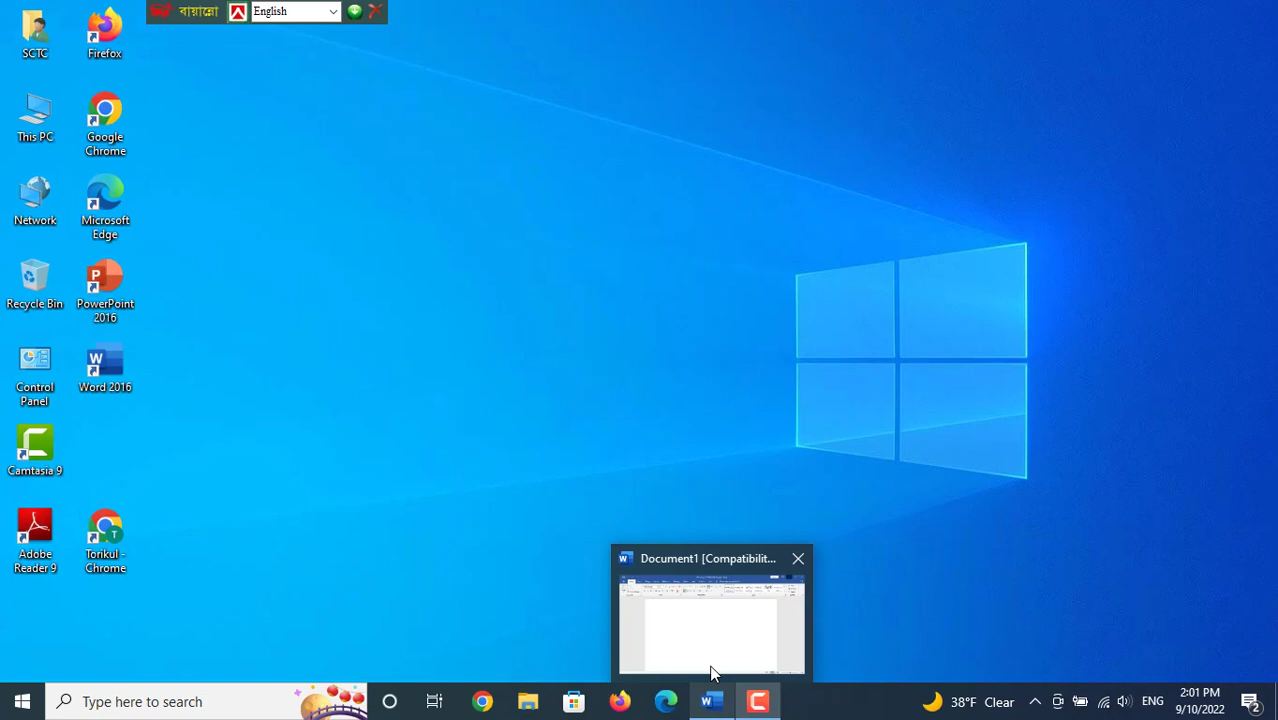 বায়ান্নো
English
SCTC
Firefox
This PC
Google
Chrome
Network
Microsoft
Edge
Recycle Bin
PowerPoint
2016
Control
Panel
Word 2016
Camtasia 9
Adobe
Reader 9
Torikul -
Chrome
Document1 [Compatibilit...
Type here to search
38°F Clear
ENG
2:01 PM
9/10/2022
2